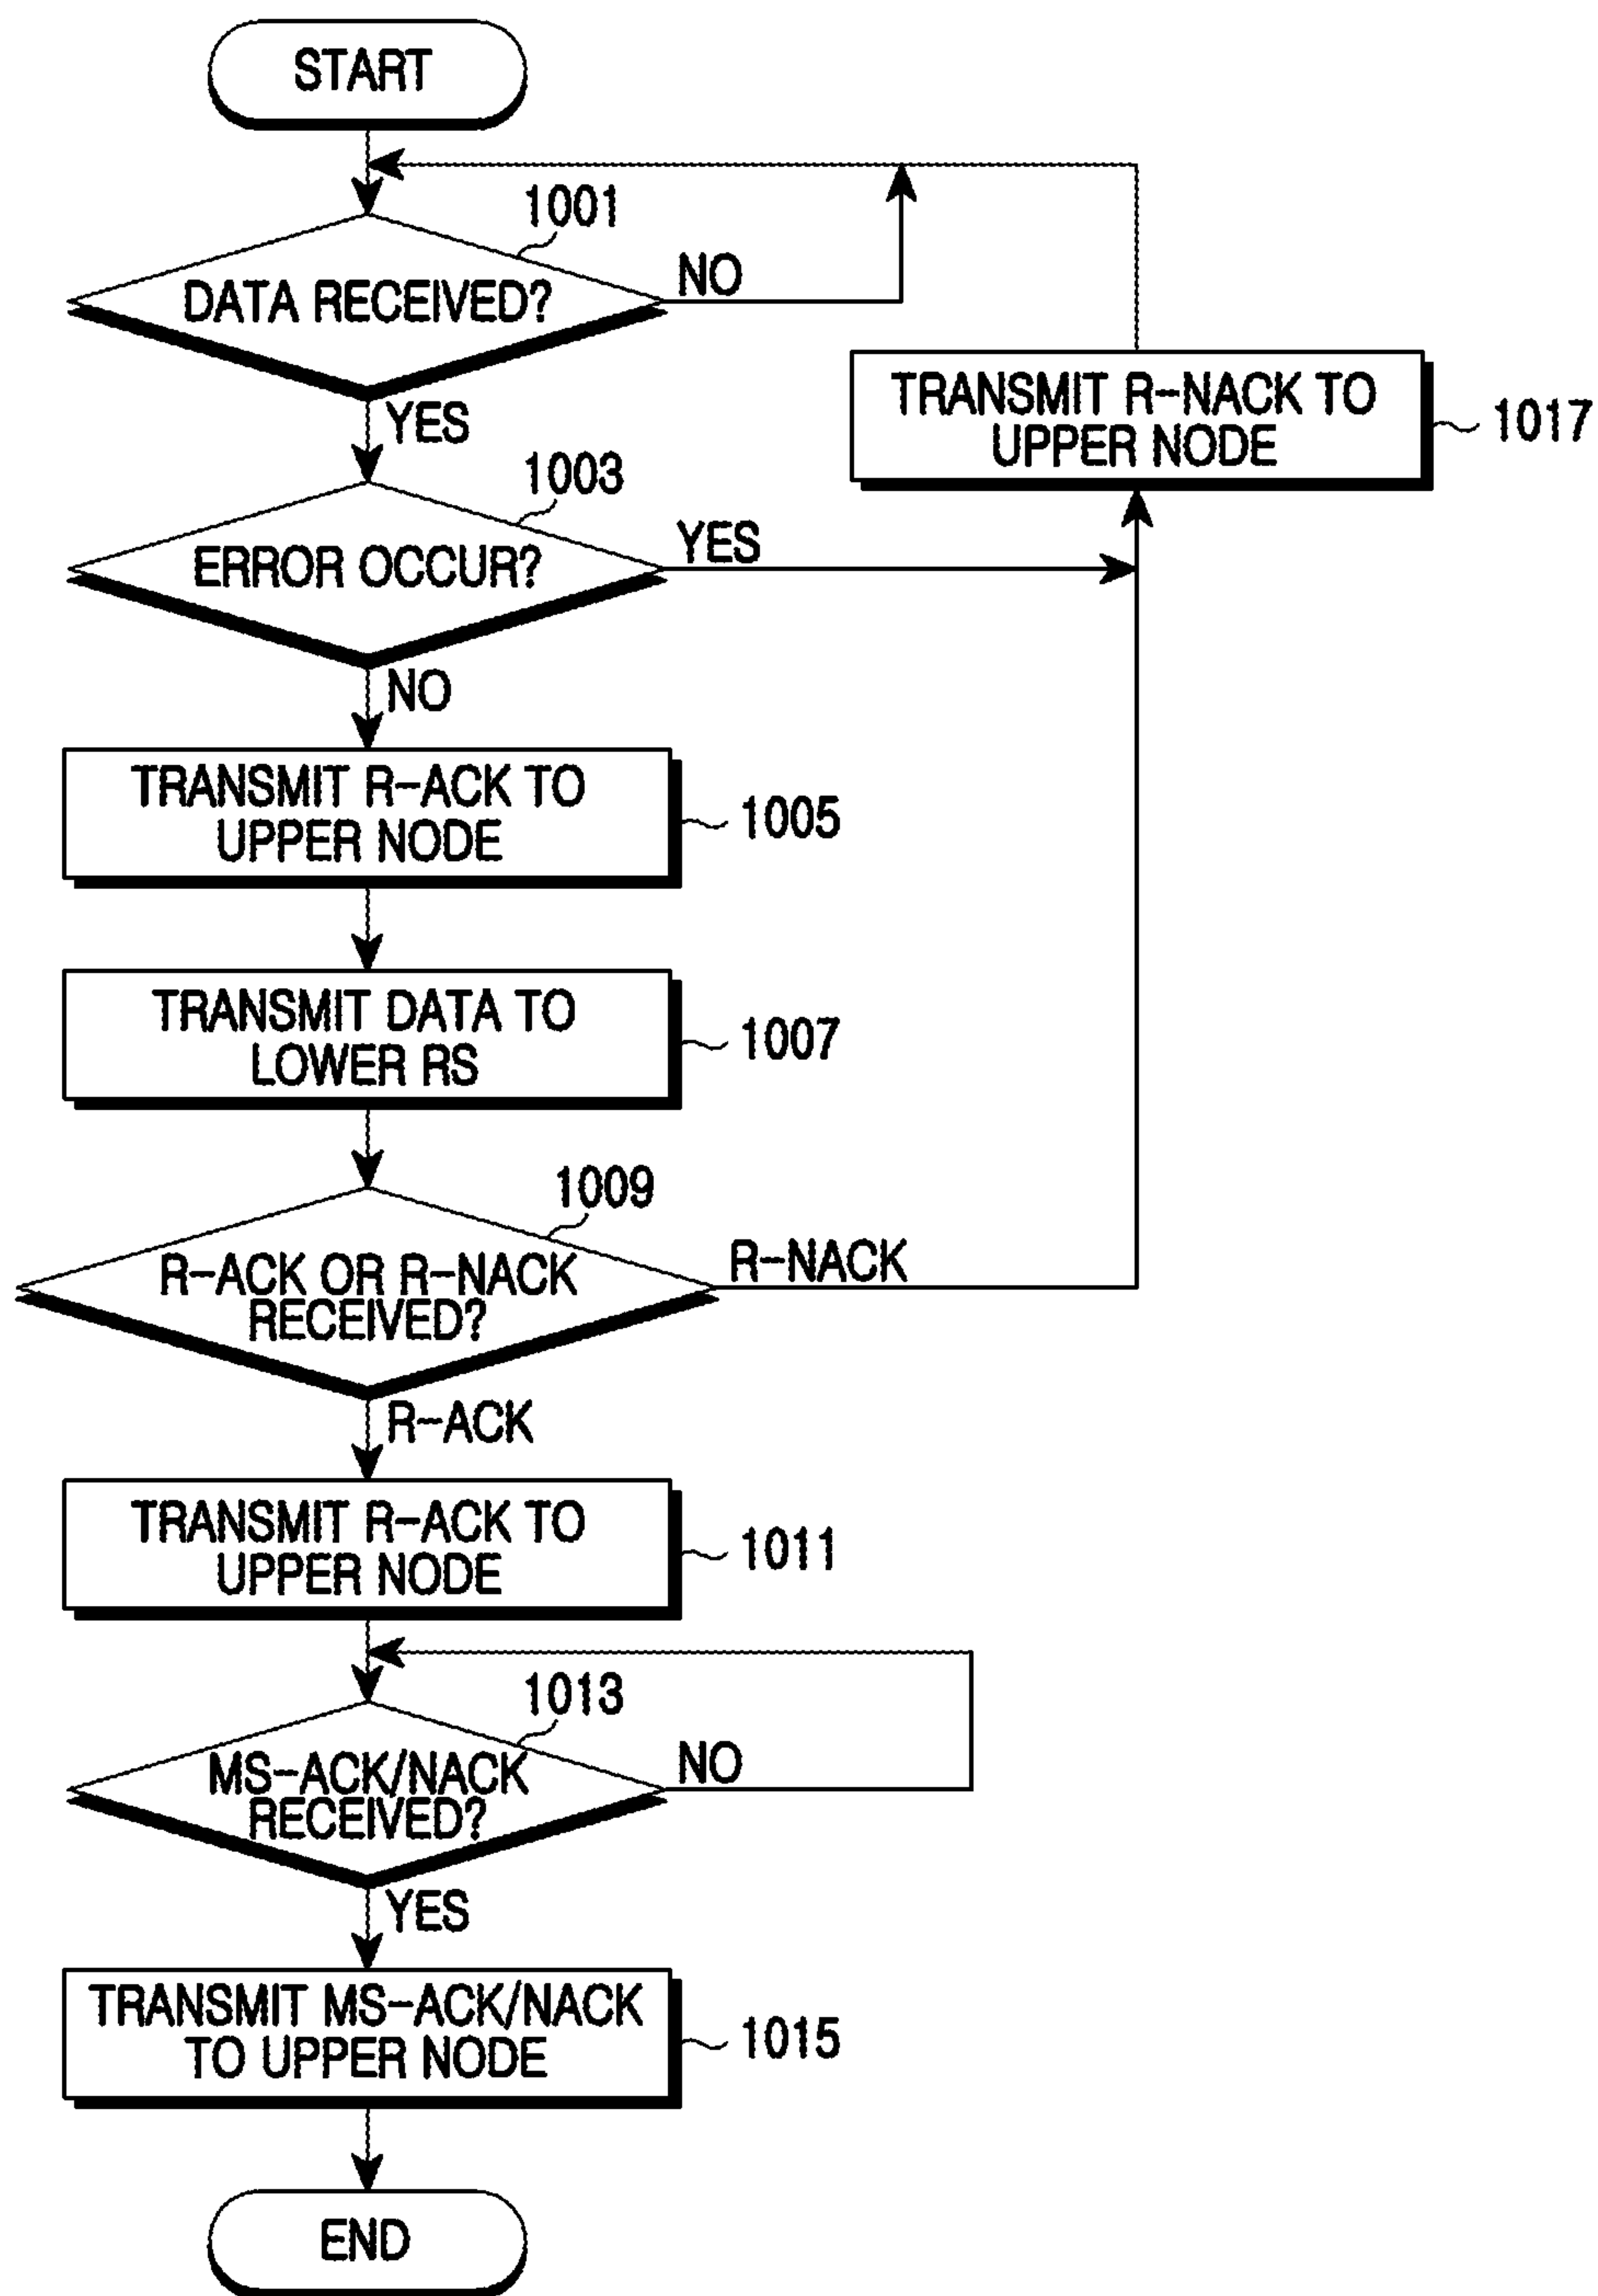 START
1001
DATA RECEIVED?
NO
YES
TRANSMIT R-NACK TO
UPPER NODE
1017
1003
ERROR OCCUR?
YES
NO
TRANSMIT R-ACK TO
UPPER NODE
1005
TRANSMIT DATA TO
LOWER RS
1007
1009
R-ACK OR R-NACK
RECEIVED?
R-NACK
R-ACK
TRANSMIT R-ACK TO
UPPER NODE
1011
1013
MS-ACK/NACK
RECEIVED?
NO
YES
TRANSMIT MS-ACK/NACK
TO UPPER NODE
1015
END